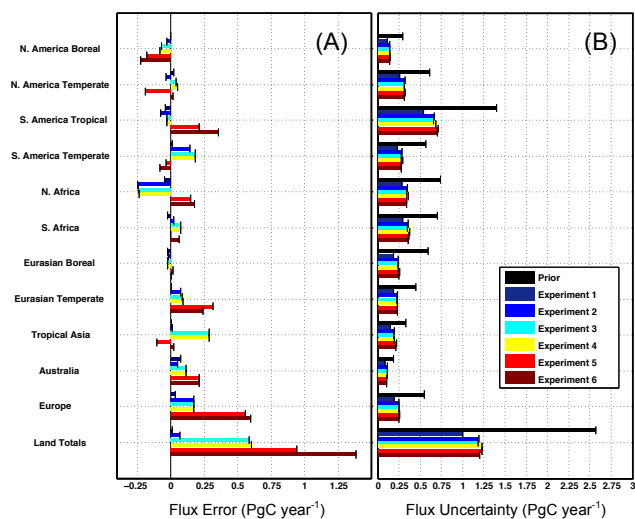 (A)
(B)
N. America Boreal
N. America Temperate
S. America Tropical
S. America Temperate
N. Africa
S. Africa
Eurasian Boreal
Eurasian Temperate
Tropical Asia
Australia
Europe
Land Totals
Prior
Experiment 1
Experiment 2
Experiment 3
Experiment 4
Experiment 5
Experiment 6
−0.25 0 0.25 0.5 0.75 1 1.25
0 0.25 0.5 0.75 1 1.25 1.5 1.75 2 2.25 2.5 2.75 3
Flux Error (PgC year⁻¹)
Flux Uncertainty (PgC year⁻¹)